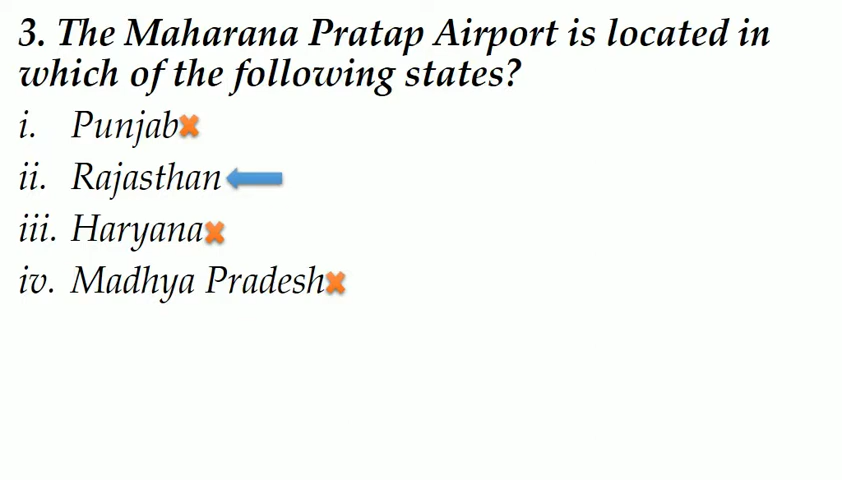 3. The Maharana Pratap Airport is located in
which of the following states?
i. Punjab
ii. Rajasthan
iii. Haryana
iv. Madhya Pradesh